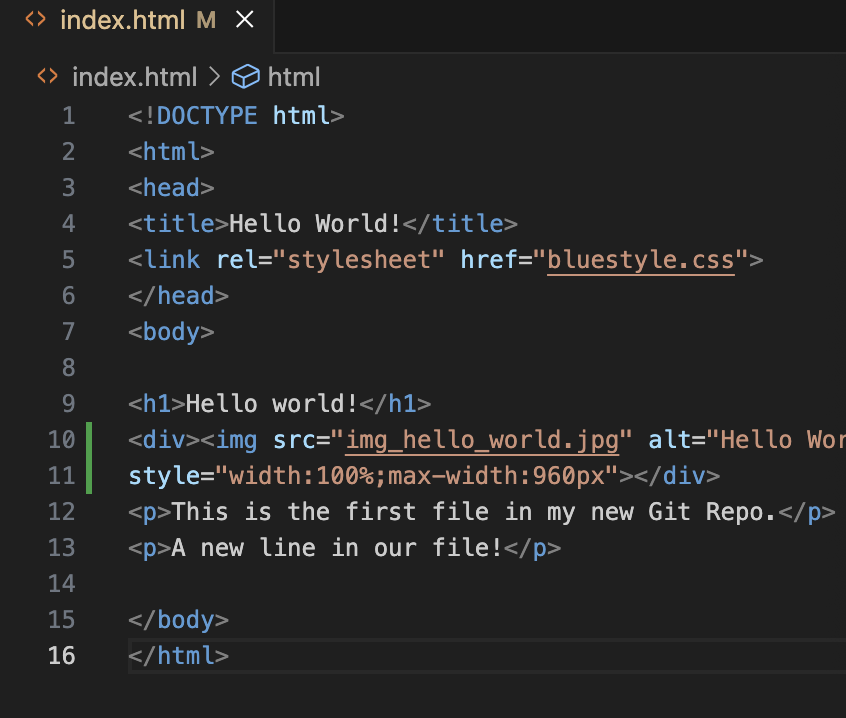 index.html M
index.html > html
1 <!DOCTYPE html>
2 <html>
3 <head>
4 <title>Hello World!</title>
5 <link rel="stylesheet" href="bluestyle.css">
6 </head>
7 <body>
8
9 <h1>Hello world!</h1>
10 <div><img src="img_hello_world.jpg" alt="Hello Wor
11 style="width:100%;max-width:960px"></div>
12 <p>This is the first file in my new Git Repo.</p>
13 <p>A new line in our file!</p>
14
15 </body>
16 </html>